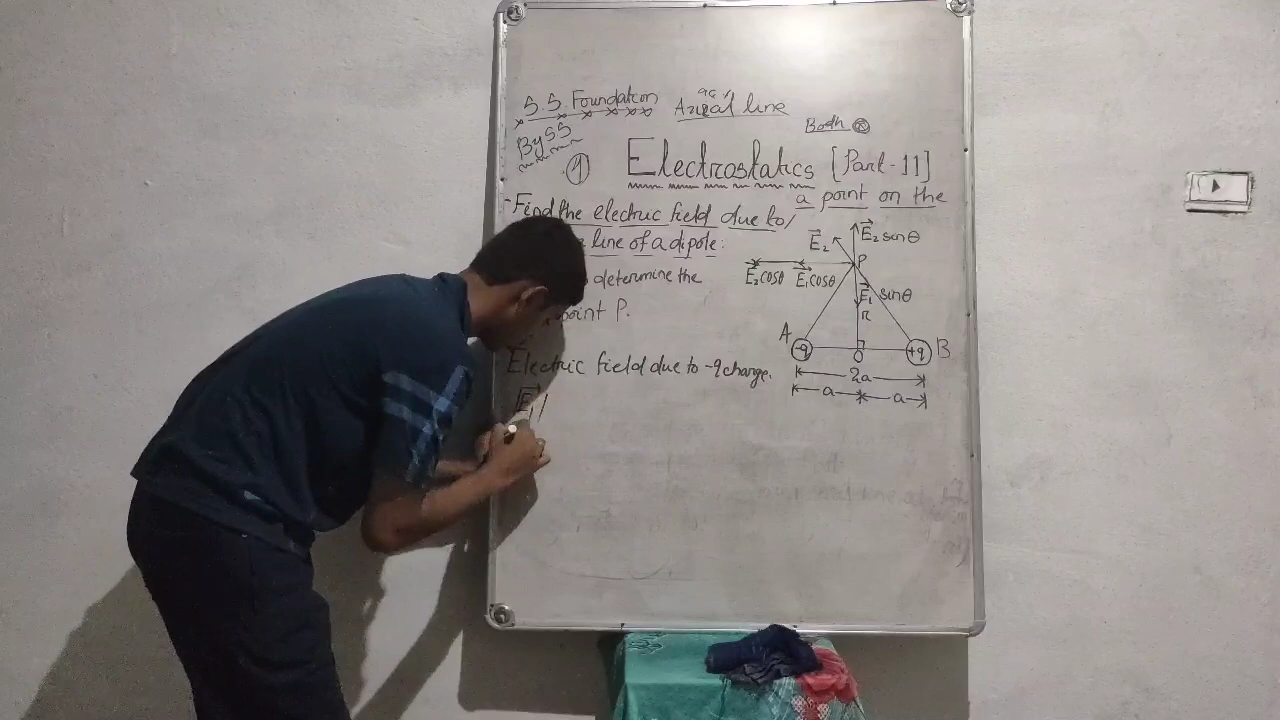 S.S. Foundation Axial line
By SS
Both
Electrostatics [Part-11]
a point on the
Find the electric field due to/
line of a dipole:
determine the
point P.
Electric field due to -q charge.
|E₁|
E₂ E₂ sinθ
P
E₂cosθ E₁cosθ
E₁ sinθ
r
A -q O +q B
2a
a a